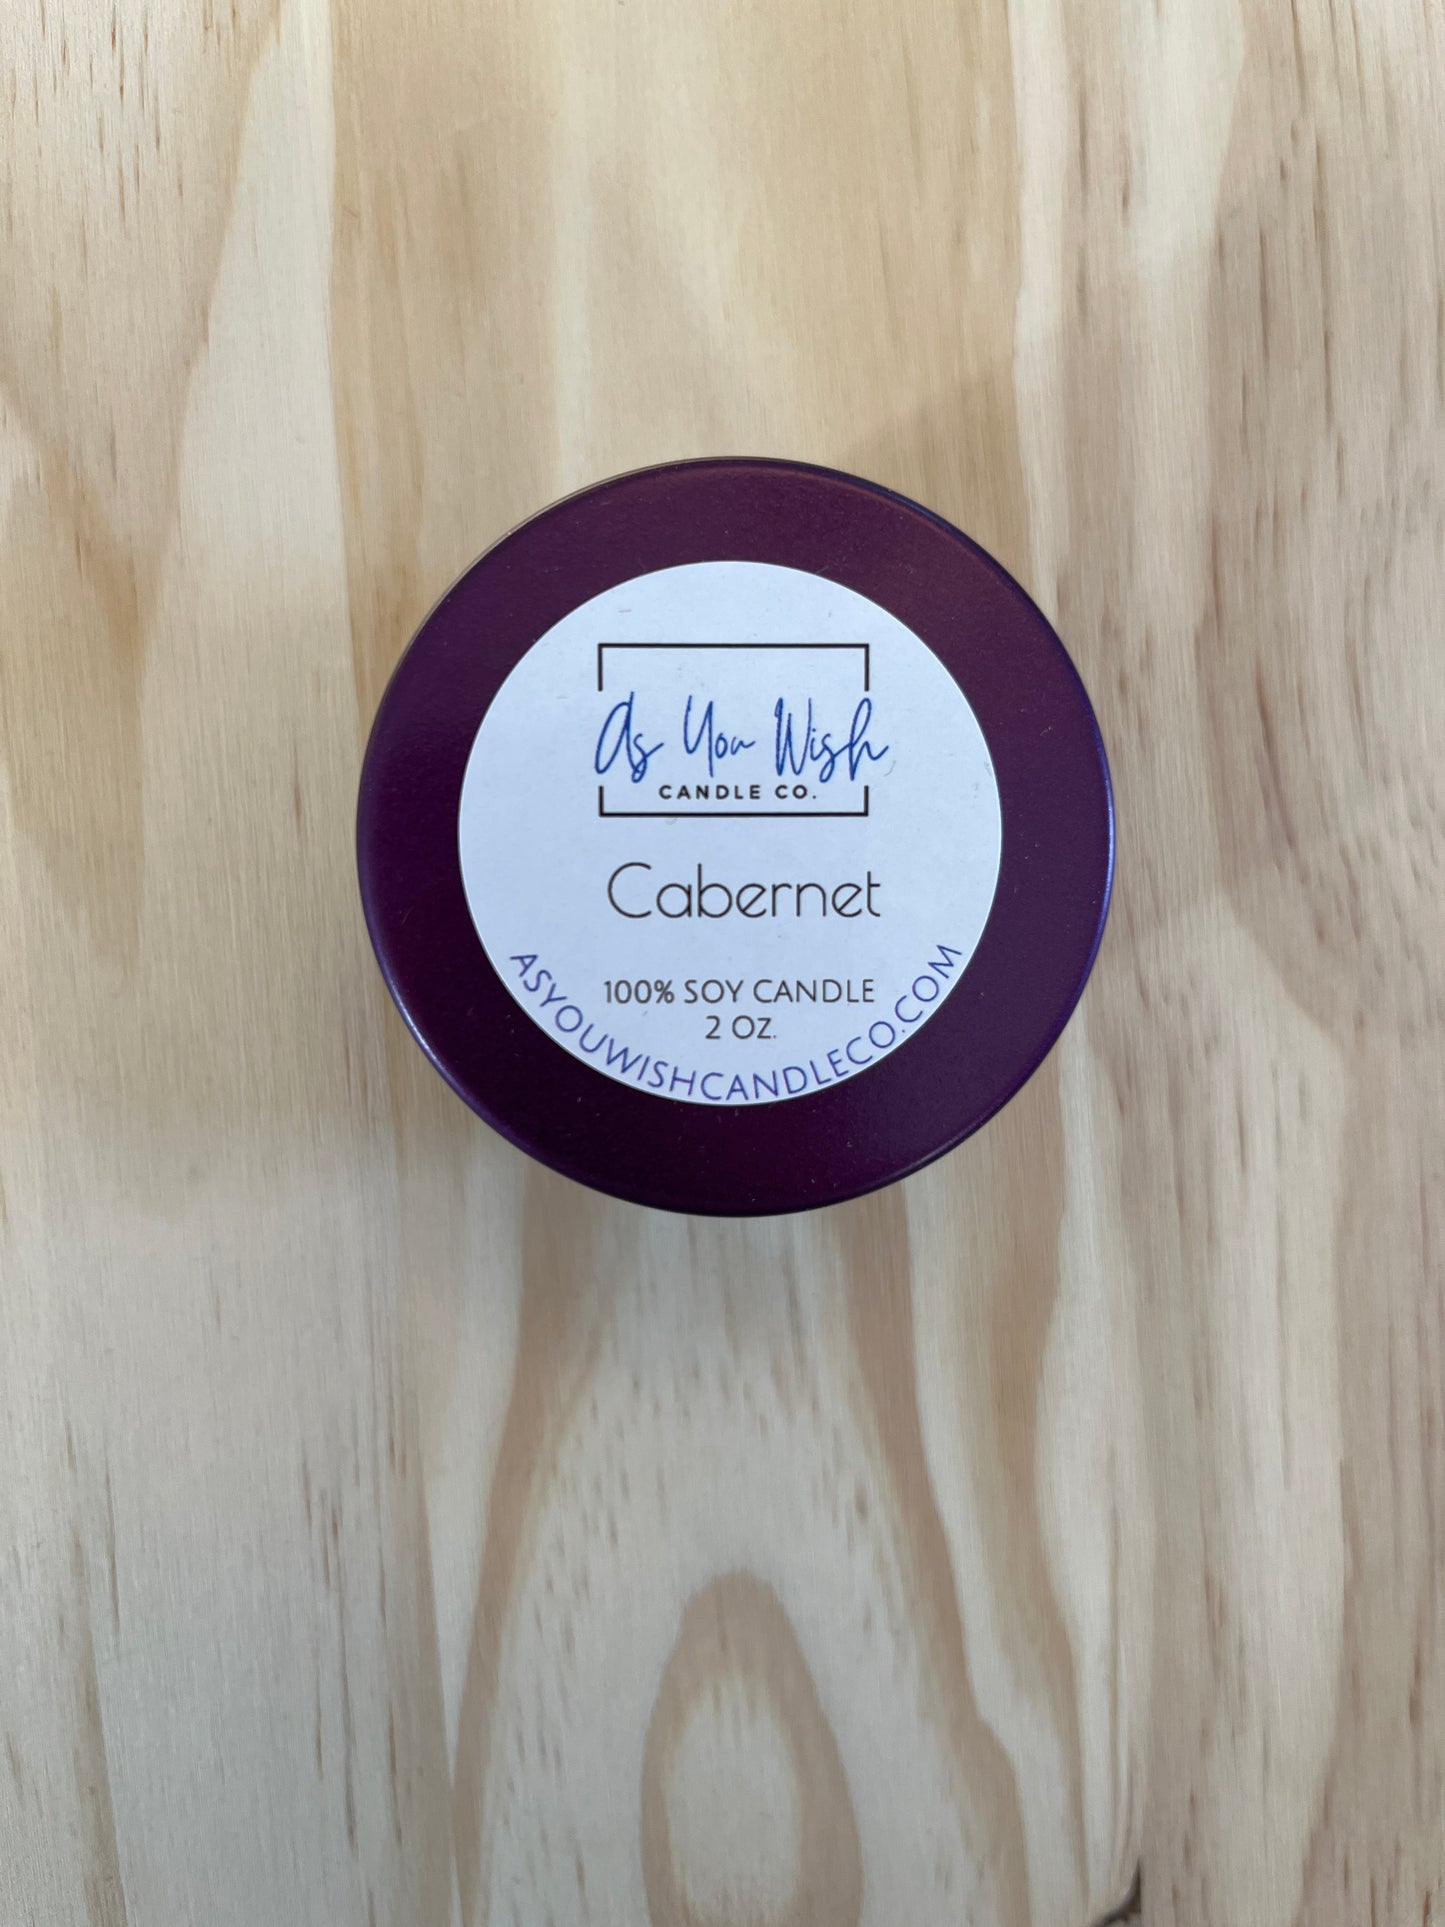 As You Wish
CANDLE CO.
Cabernet
100% SOY CANDLE
2 OZ.
ASYOUWISHCANDLECO.COM